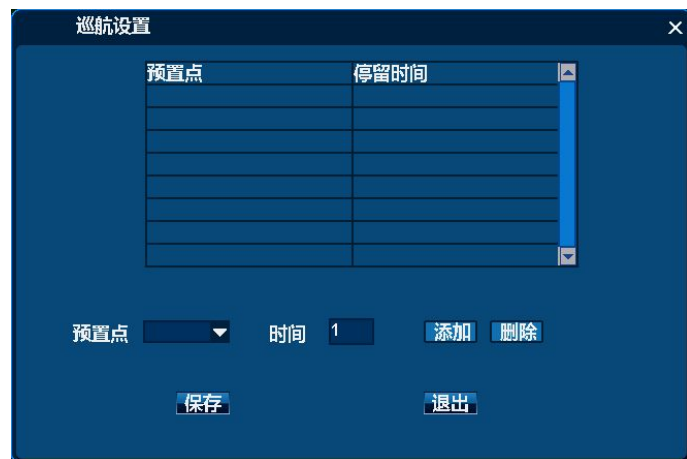 巡航设置 ×
预置点 停留时间
预置点 时间 1 添加 删除
保存 退出